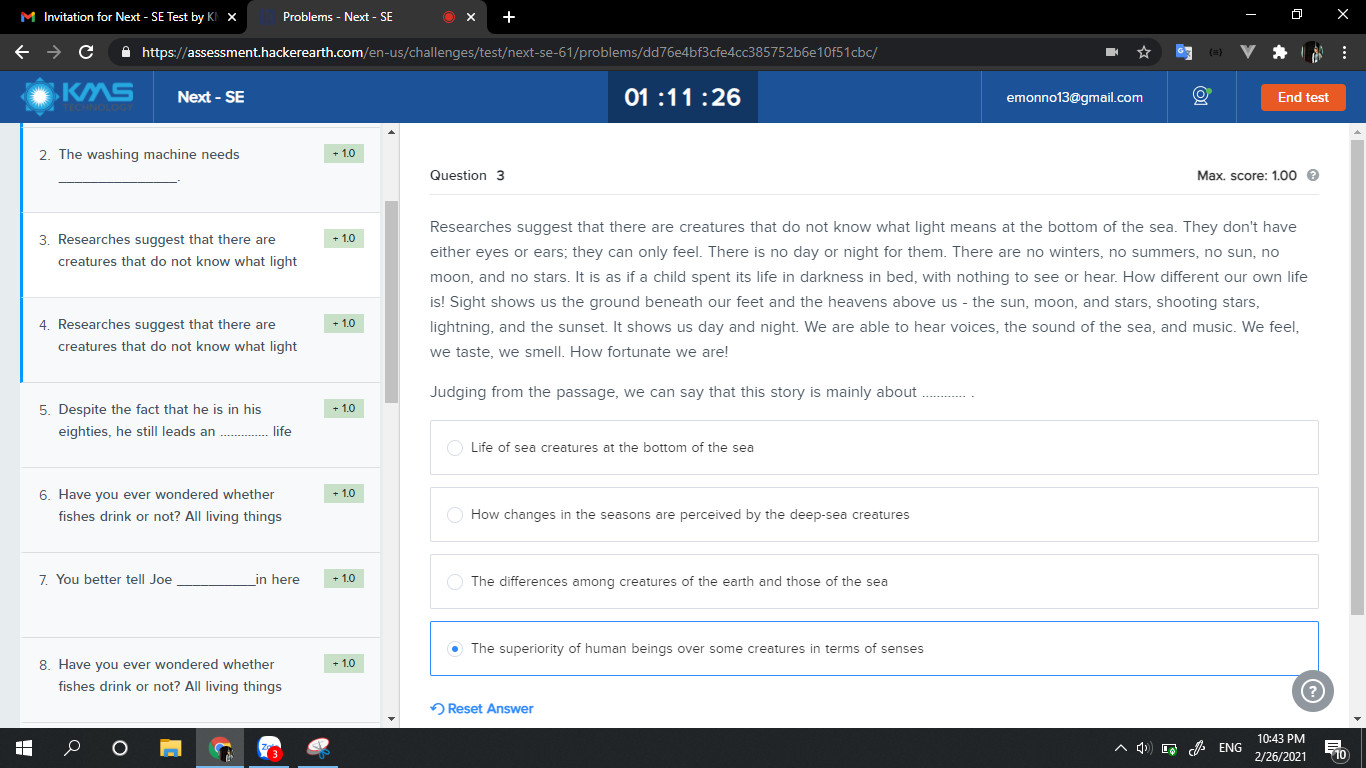 Invitation for Next - SE Test by K
Problems - Next - SE
https://assessment.hackerearth.com/en-us/challenges/test/next-se-61/problems/dd76e4bf3cfe4cc385752b6e10f51cbc/
KMS
TECHNOLOGY
Next - SE
01 :11 :26
emonno13@gmail.com
End test
2. The washing machine needs
_______________.
+ 1.0
3. Researches suggest that there are
creatures that do not know what light
+ 1.0
4. Researches suggest that there are
creatures that do not know what light
+ 1.0
5. Despite the fact that he is in his
eighties, he still leads an .............. life
+ 1.0
6. Have you ever wondered whether
fishes drink or not? All living things
+ 1.0
7. You better tell Joe __________in here
+ 1.0
8. Have you ever wondered whether
fishes drink or not? All living things
+ 1.0
Question 3
Max. score: 1.00
Researches suggest that there are creatures that do not know what light means at the bottom of the sea. They don't have
either eyes or ears; they can only feel. There is no day or night for them. There are no winters, no summers, no sun, no
moon, and no stars. It is as if a child spent its life in darkness in bed, with nothing to see or hear. How different our own life
is! Sight shows us the ground beneath our feet and the heavens above us - the sun, moon, and stars, shooting stars,
lightning, and the sunset. It shows us day and night. We are able to hear voices, the sound of the sea, and music. We feel,
we taste, we smell. How fortunate we are!
Judging from the passage, we can say that this story is mainly about ............ .
Life of sea creatures at the bottom of the sea
How changes in the seasons are perceived by the deep-sea creatures
The differences among creatures of the earth and those of the sea
The superiority of human beings over some creatures in terms of senses
Reset Answer
?
3
ENG
10:43 PM
2/26/2021
10